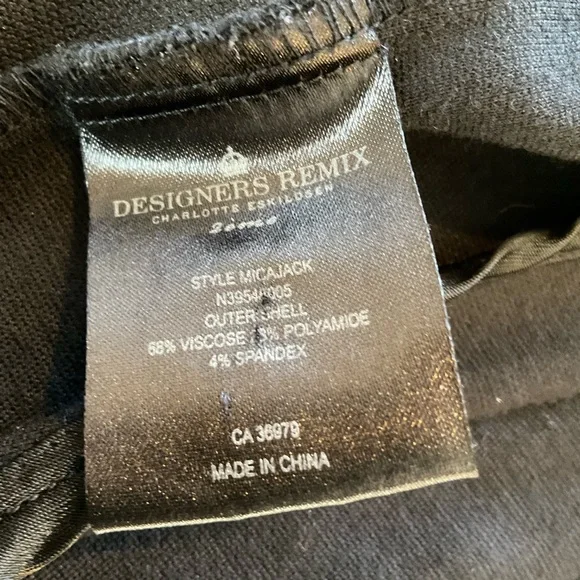 DESIGNERS REMIX
CHARLOTTE ESKILDSEN
STYLE MICAJACK
OUTER SHELL
68% VISCOSE POLYAMIDE
4% SPANDEX
CA 36979
MADE IN CHINA